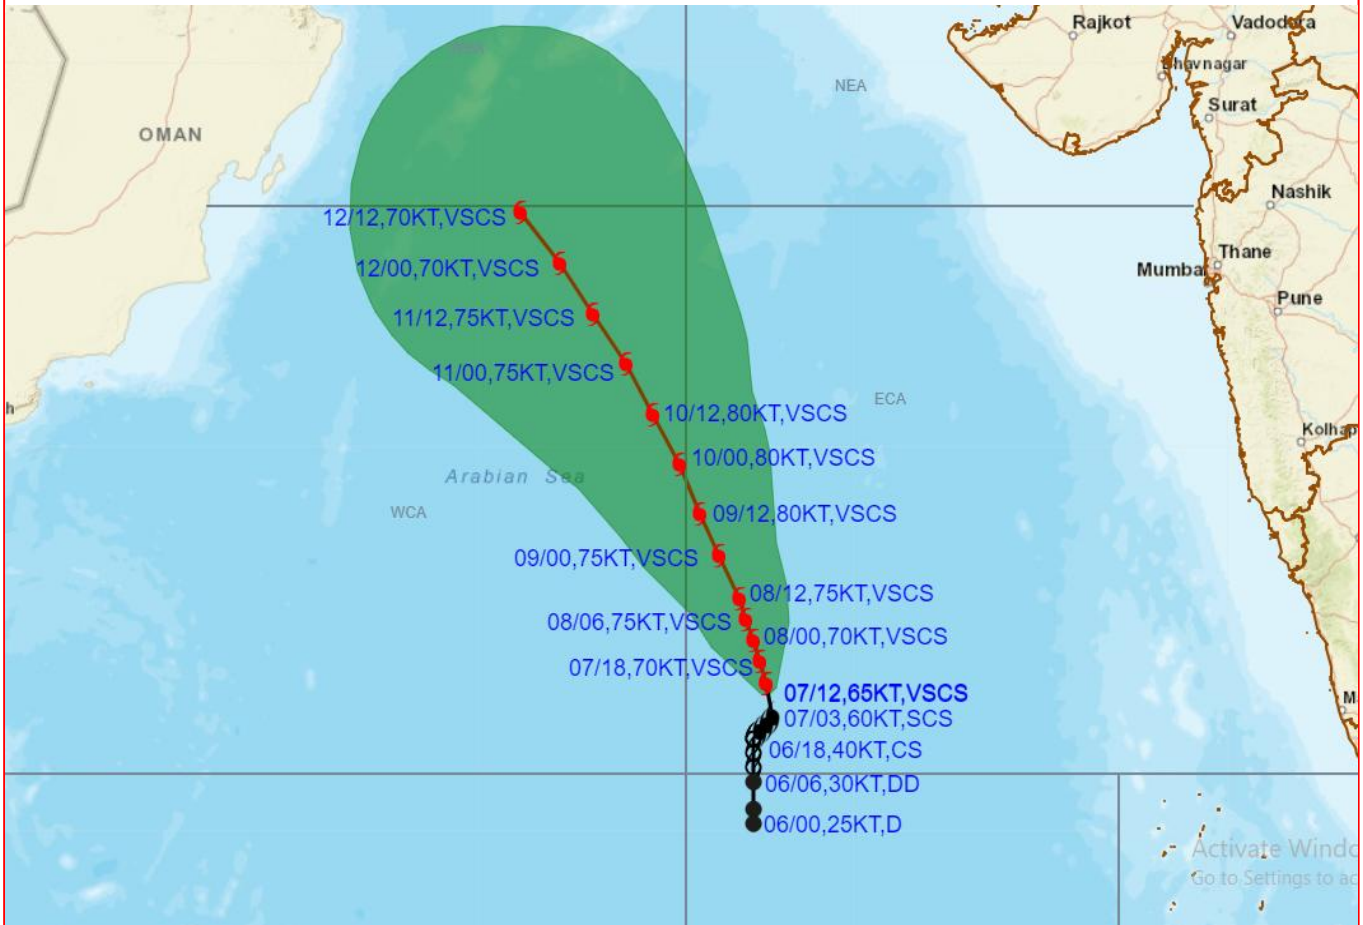 Rajkot
Vadodara
Bhavnagar
NEA
Surat
OMAN
Nashik
12/12,70KT,VSCS
Thane
12/00,70KT,VSCS
Mumba
Pune
11/12,75KT,VSCS
11/00,75KT,VSCS
ECA
10/12,80KT,VSCS
h
Kolhap
10/00,80KT,VSCS
Arabian Sea
WCA
09/12,80KT,VSCS
09/00,75KT,VSCS
08/12,75KT,VSCS
08/06,75KT,VSCS
08/00,70KT,VSCS
07/18,70KT,VSCS
07/12,65KT,VSCS
M
07/03,60KT,SCS
06/18,40KT,CS
06/06,30KT,DD
06/00,25KT,D
Activate Windo
Go to Settings to ac